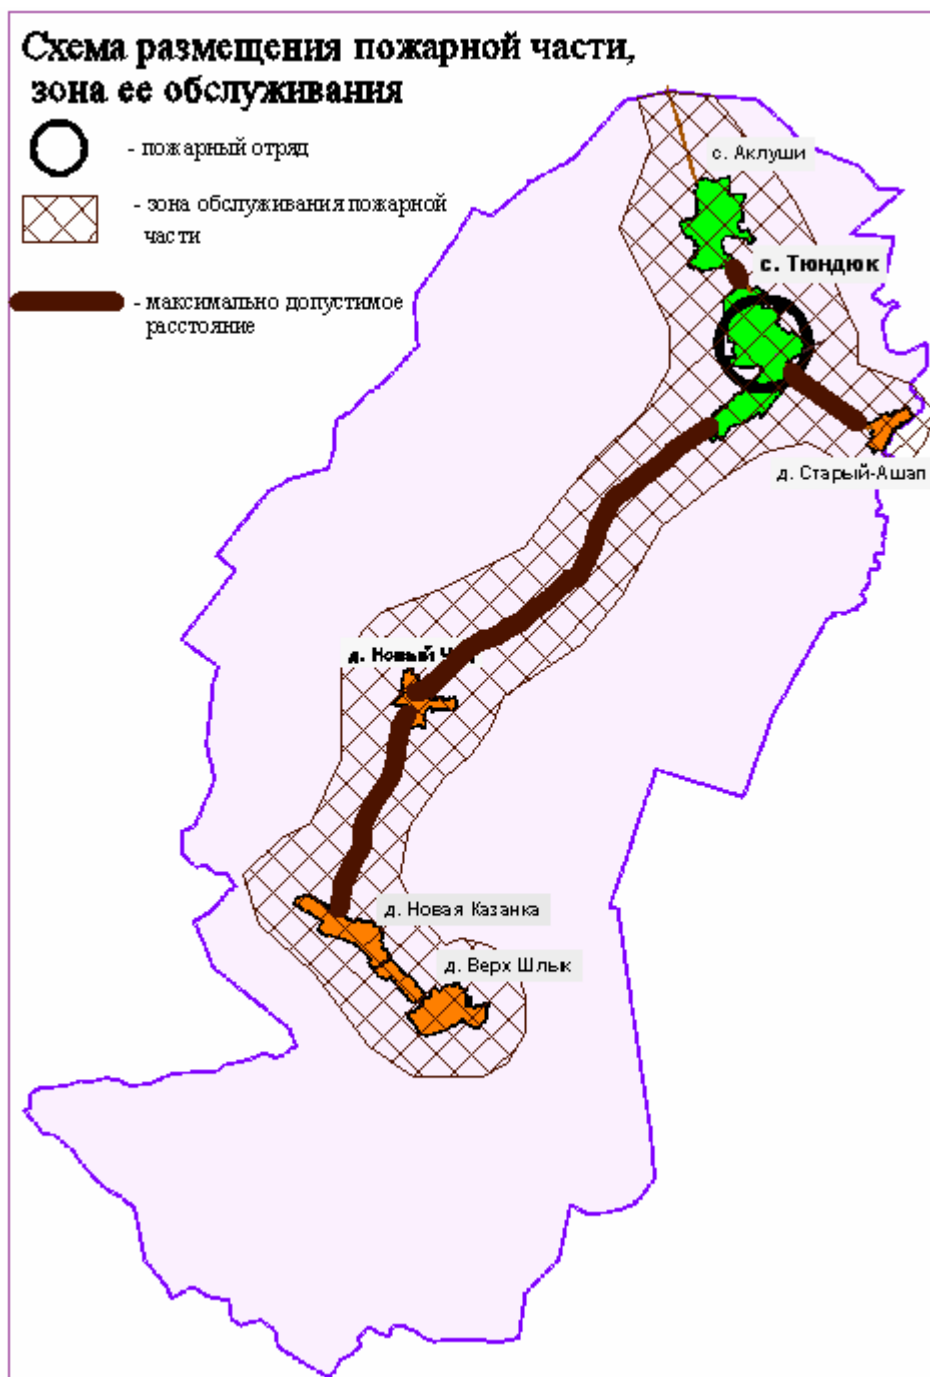 Схема размещения пожарной части,
зона ее обслуживания
- пожарный отряд
- зона обслуживания пожарной
части
- максимально допустимое
расстояние
с. Аклуши
с. Тюндюк
д. Старый-Ашап
д. Новый
д. Новая Казанка
д. Верх Шлык